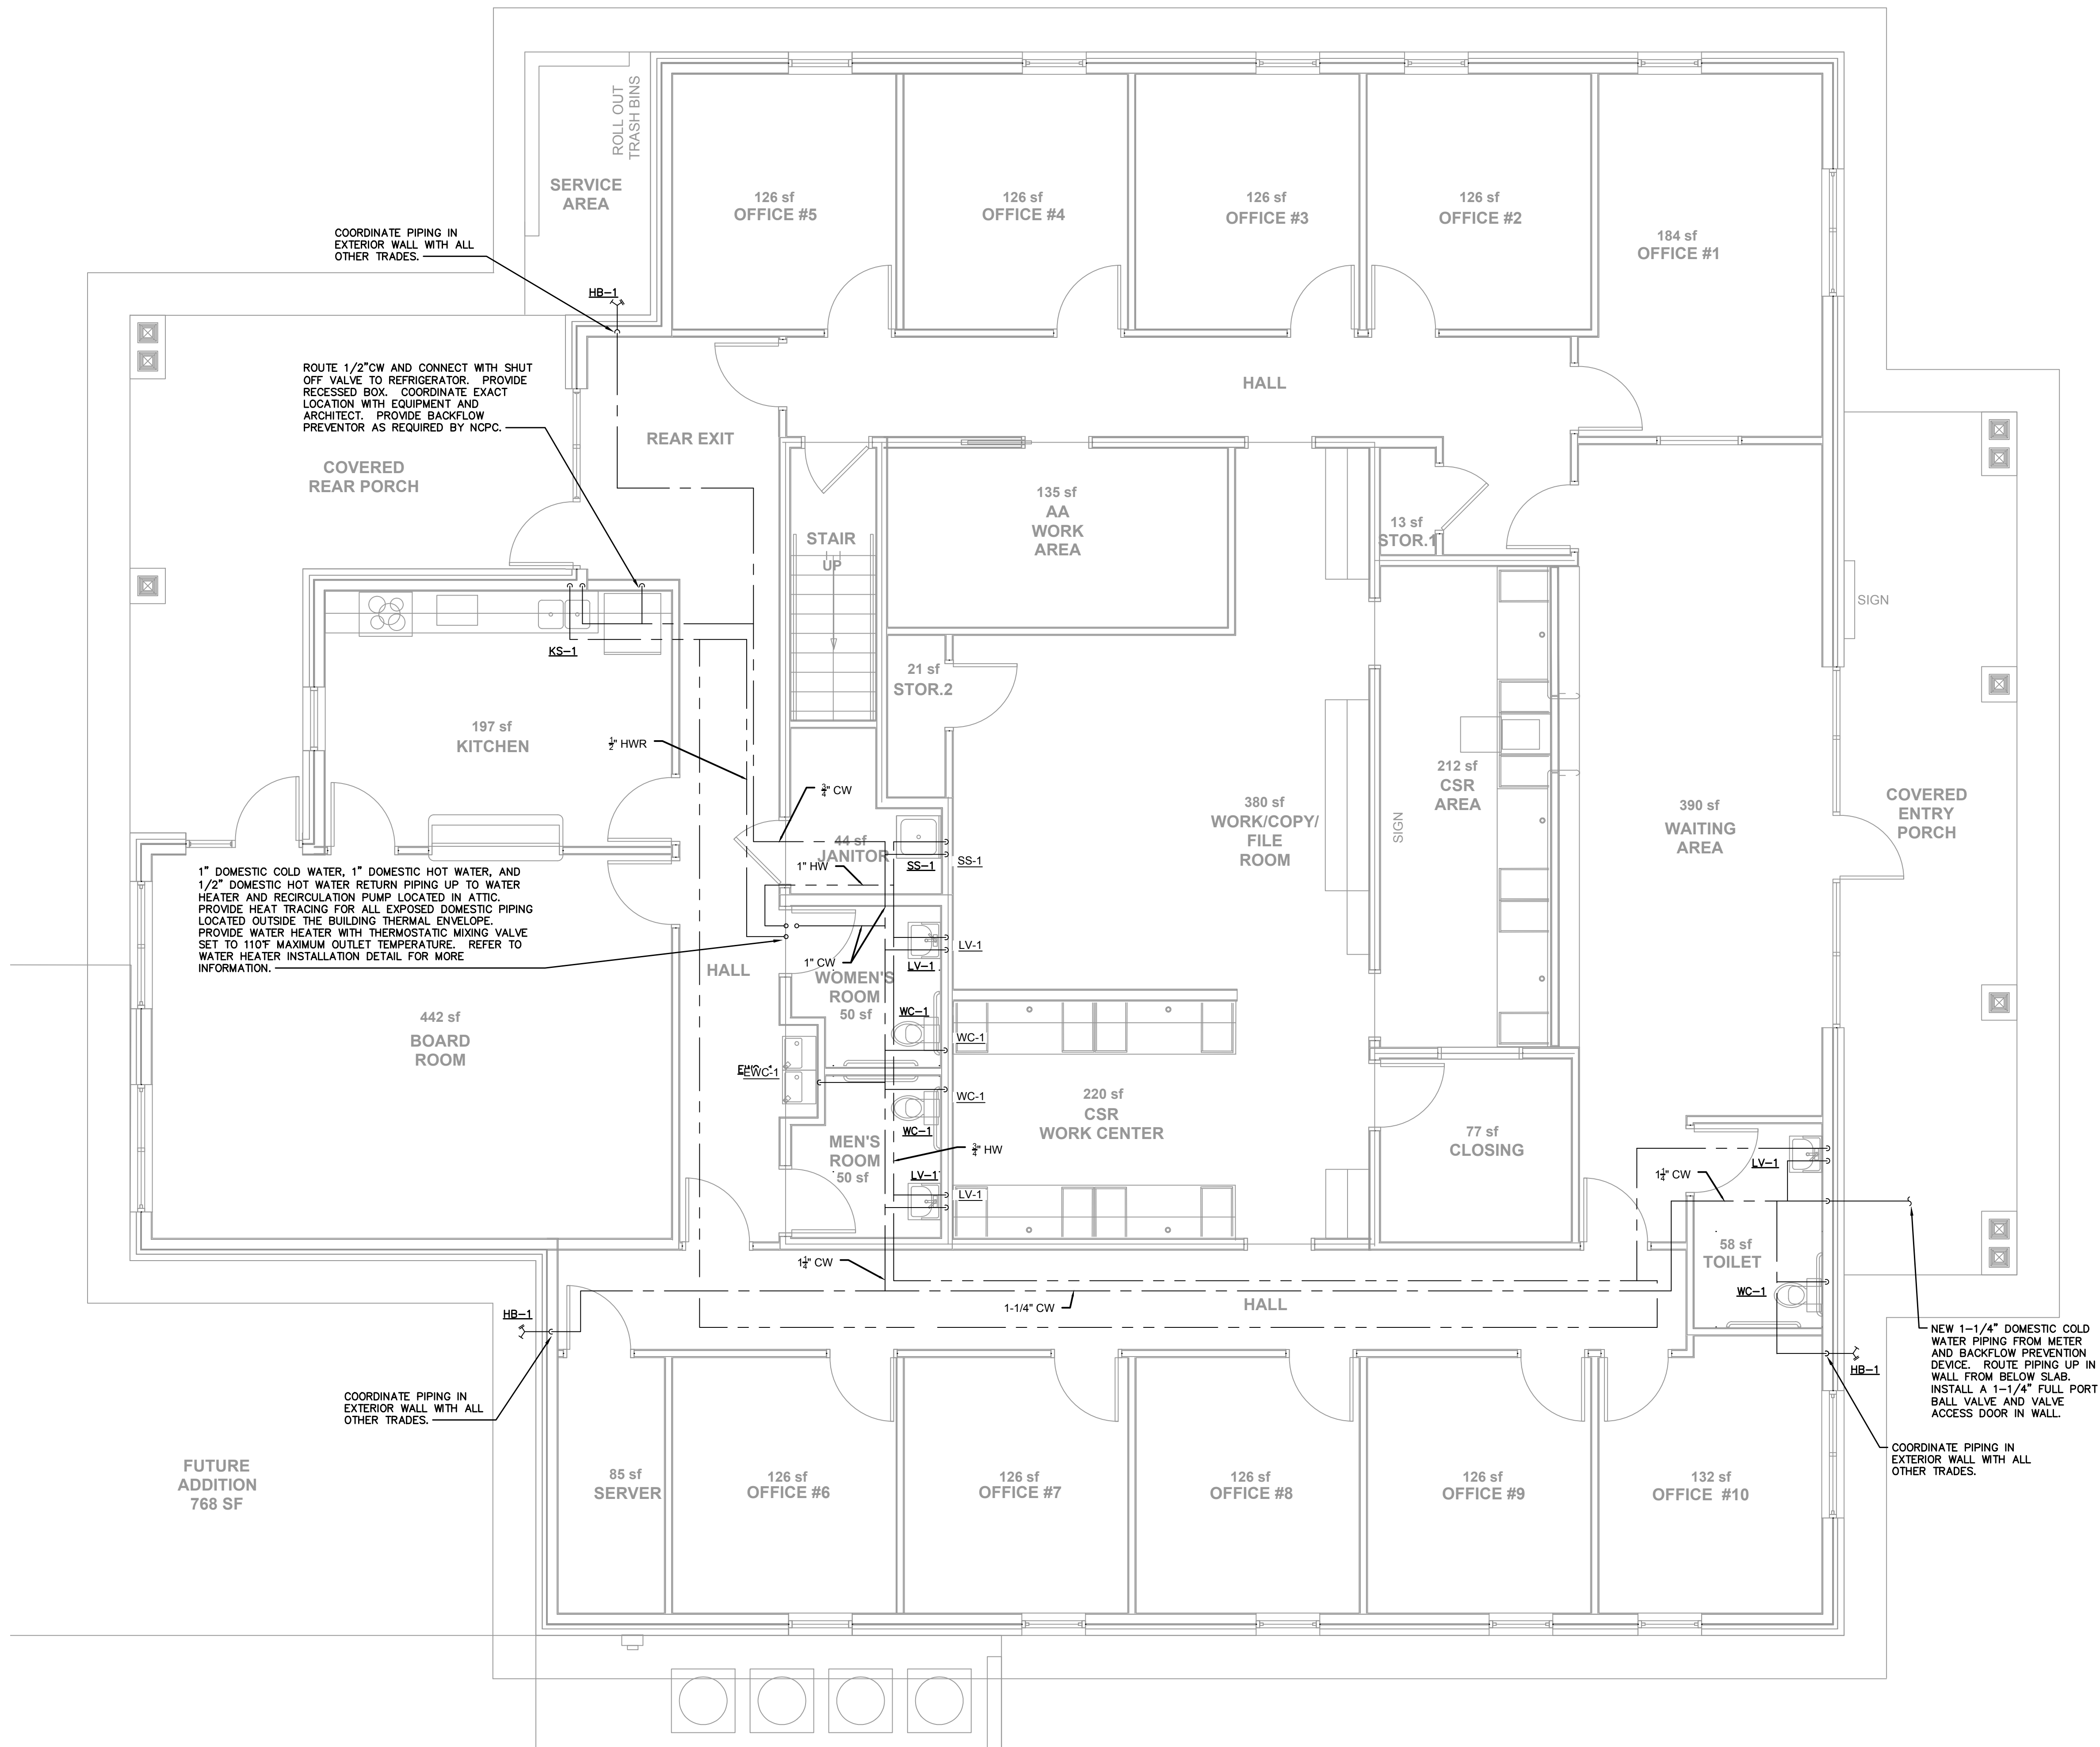 ROLL OUT
TRASH BINS
SERVICE
AREA
126 sf
OFFICE #5
126 sf
OFFICE #4
126 sf
OFFICE #3
126 sf
OFFICE #2
184 sf
OFFICE #1
COORDINATE PIPING IN
EXTERIOR WALL WITH ALL
OTHER TRADES.
HB-1
ROUTE 1/2"CW AND CONNECT WITH SHUT
OFF VALVE TO REFRIGERATOR. PROVIDE
RECESSED BOX. COORDINATE EXACT
LOCATION WITH EQUIPMENT AND
ARCHITECT. PROVIDE BACKFLOW
PREVENTOR AS REQUIRED BY NCPC.
HALL
REAR EXIT
COVERED
REAR PORCH
STAIR
UP
135 sf
AA
WORK
AREA
13 sf
STOR.1
SIGN
KS-1
21 sf
STOR.2
197 sf
KITCHEN
1/2" HWR
3/4" CW
212 sf
CSR
AREA
SIGN
380 sf
WORK/COPY/
FILE
ROOM
390 sf
WAITING
AREA
COVERED
ENTRY
PORCH
44 sf
JANITOR
SS-1
SS-1
1" HW
1" DOMESTIC COLD WATER, 1" DOMESTIC HOT WATER, AND
1/2" DOMESTIC HOT WATER RETURN PIPING UP TO WATER
HEATER AND RECIRCULATION PUMP LOCATED IN ATTIC.
PROVIDE HEAT TRACING FOR ALL EXPOSED DOMESTIC PIPING
LOCATED OUTSIDE THE BUILDING THERMAL ENVELOPE.
PROVIDE WATER HEATER WITH THERMOSTATIC MIXING VALVE
SET TO 110°F MAXIMUM OUTLET TEMPERATURE. REFER TO
WATER HEATER INSTALLATION DETAIL FOR MORE
INFORMATION.
LV-1
LV-1
1" CW
HALL
WOMEN'S
ROOM
50 sf
WC-1
WC-1
442 sf
BOARD
ROOM
EWC-1
WC-1
WC-1
220 sf
CSR
WORK CENTER
MEN'S
ROOM
50 sf
3/4" HW
LV-1
LV-1
77 sf
CLOSING
LV-1
1 1/4" CW
58 sf
TOILET
WC-1
1 1/4" CW
1-1/4" CW
HALL
HB-1
COORDINATE PIPING IN
EXTERIOR WALL WITH ALL
OTHER TRADES.
HB-1
NEW 1-1/4" DOMESTIC COLD
WATER PIPING FROM METER
AND BACKFLOW PREVENTION
DEVICE. ROUTE PIPING UP IN
WALL FROM BELOW SLAB.
INSTALL A 1-1/4" FULL PORT
BALL VALVE AND VALVE
ACCESS DOOR IN WALL.
COORDINATE PIPING IN
EXTERIOR WALL WITH ALL
OTHER TRADES.
FUTURE
ADDITION
768 SF
85 sf
SERVER
126 sf
OFFICE #6
126 sf
OFFICE #7
126 sf
OFFICE #8
126 sf
OFFICE #9
132 sf
OFFICE #10